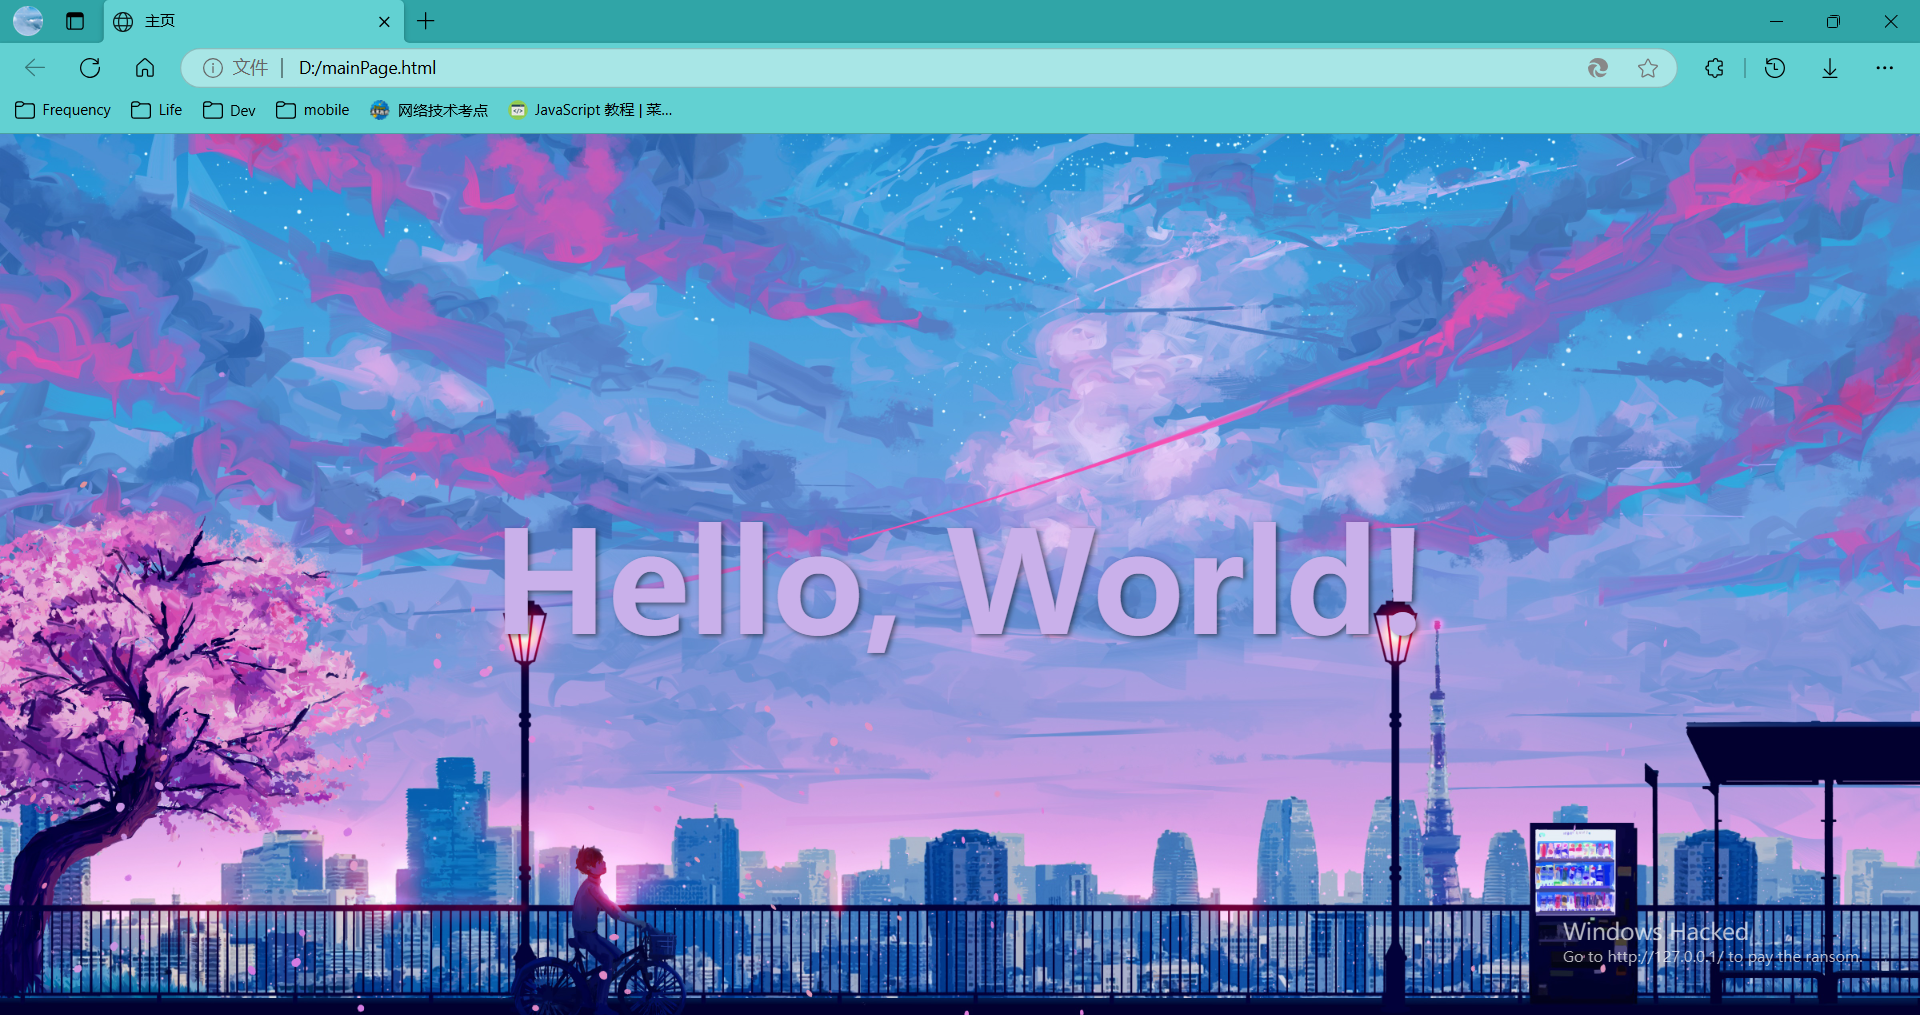 主页
文件 | D:/mainPage.html
Frequency Life Dev mobile 网络技术考点 JavaScript 教程 | 菜...
Hello, World!
Windows Hacked
Go to http://127.0.0.1/ to pay the ransom.